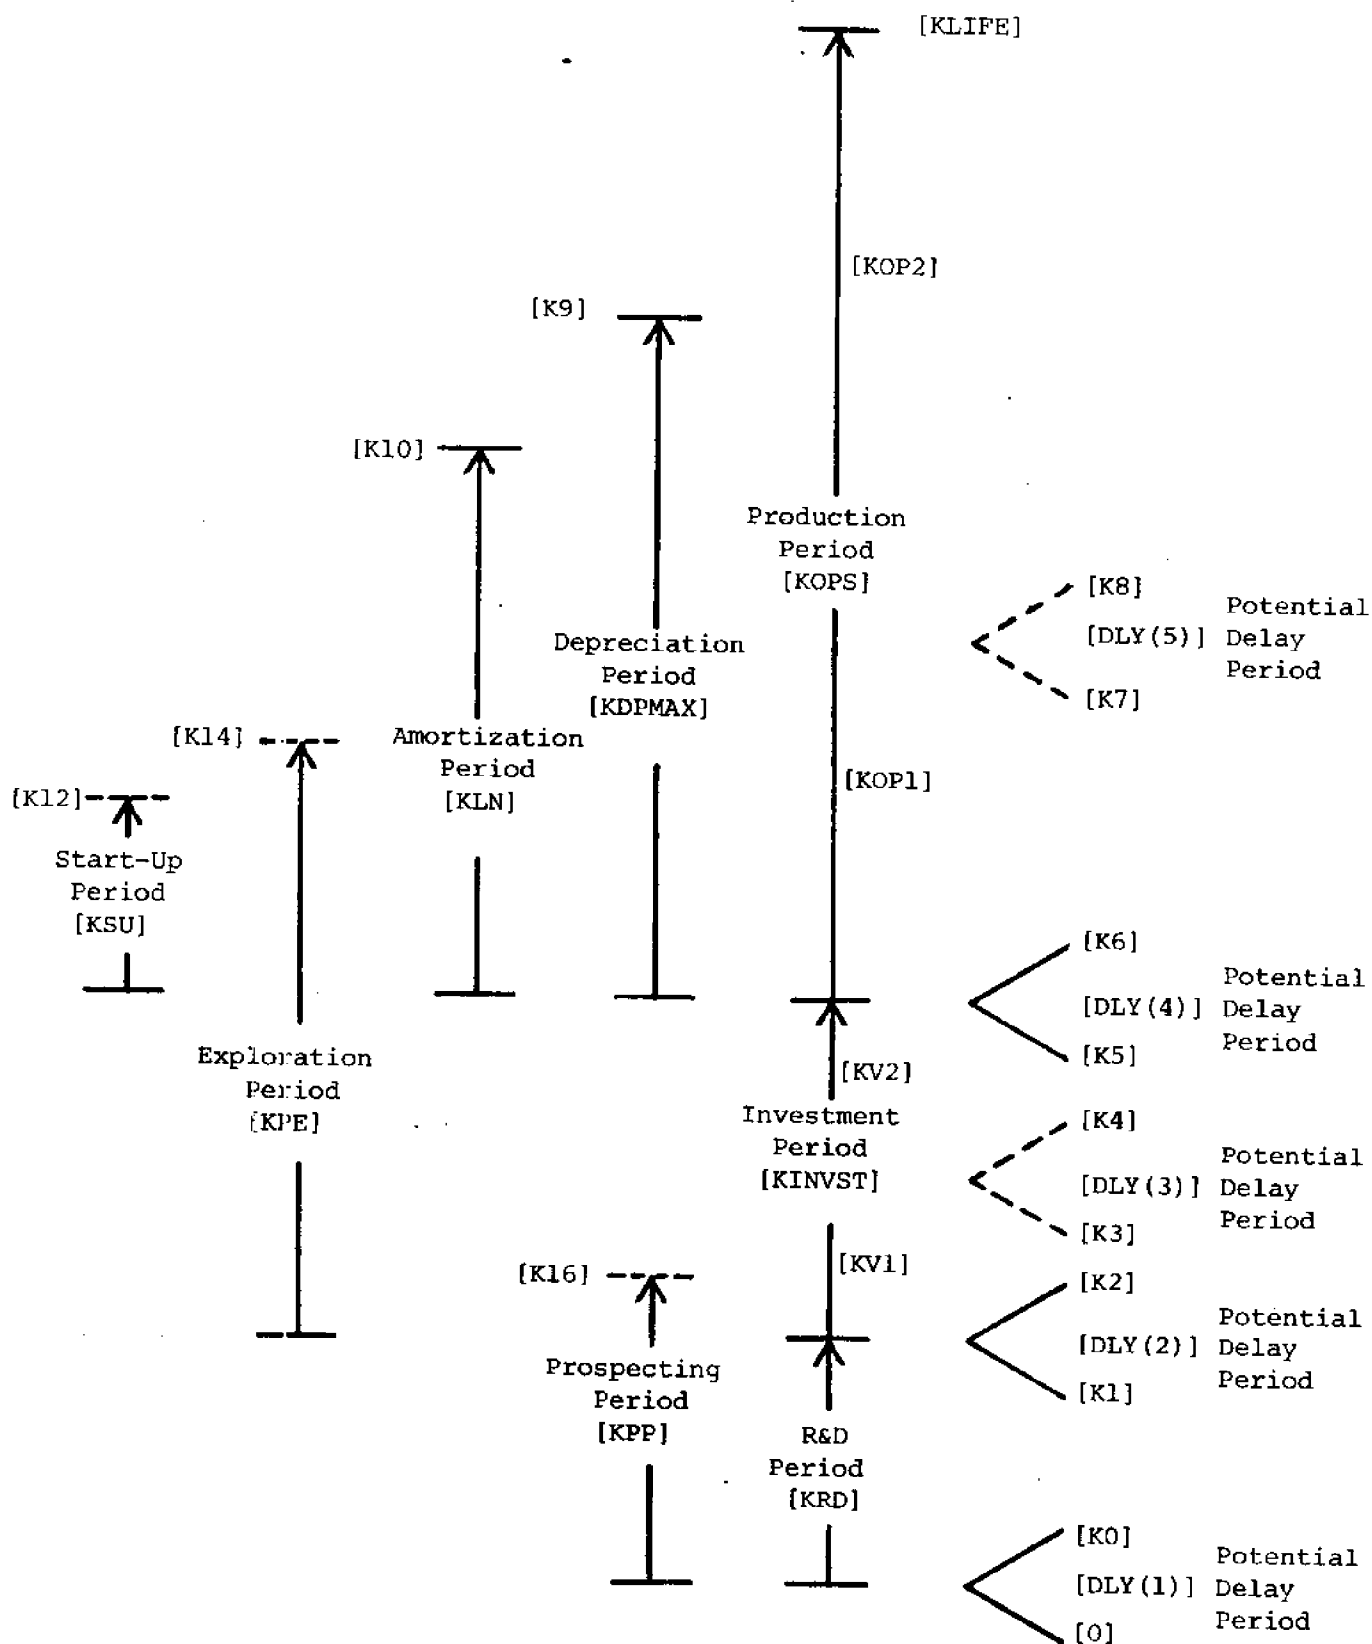 [KLIFE]
[KOP2]
[K9]
[K10]
Production
Period
[KOPS]
[K8]
[DLY(5)]
[K7]
Potential
Delay
Period
Depreciation
Period
[KDPMAX]
[K14]
Amortization
Period
[KLN]
[KOP1]
[K12]
Start-Up
Period
[KSU]
[K6]
[DLY(4)]
[K5]
Potential
Delay
Period
Exploration
Period
[KPE]
[KV2]
Investment
Period
[KINVST]
[K4]
[DLY(3)]
[K3]
Potential
Delay
Period
[KV1]
[K16]
[K2]
[DLY(2)]
[K1]
Potential
Delay
Period
Prospecting
Period
[KPP]
R&D
Period
[KRD]
[K0]
[DLY(1)]
[0]
Potential
Delay
Period